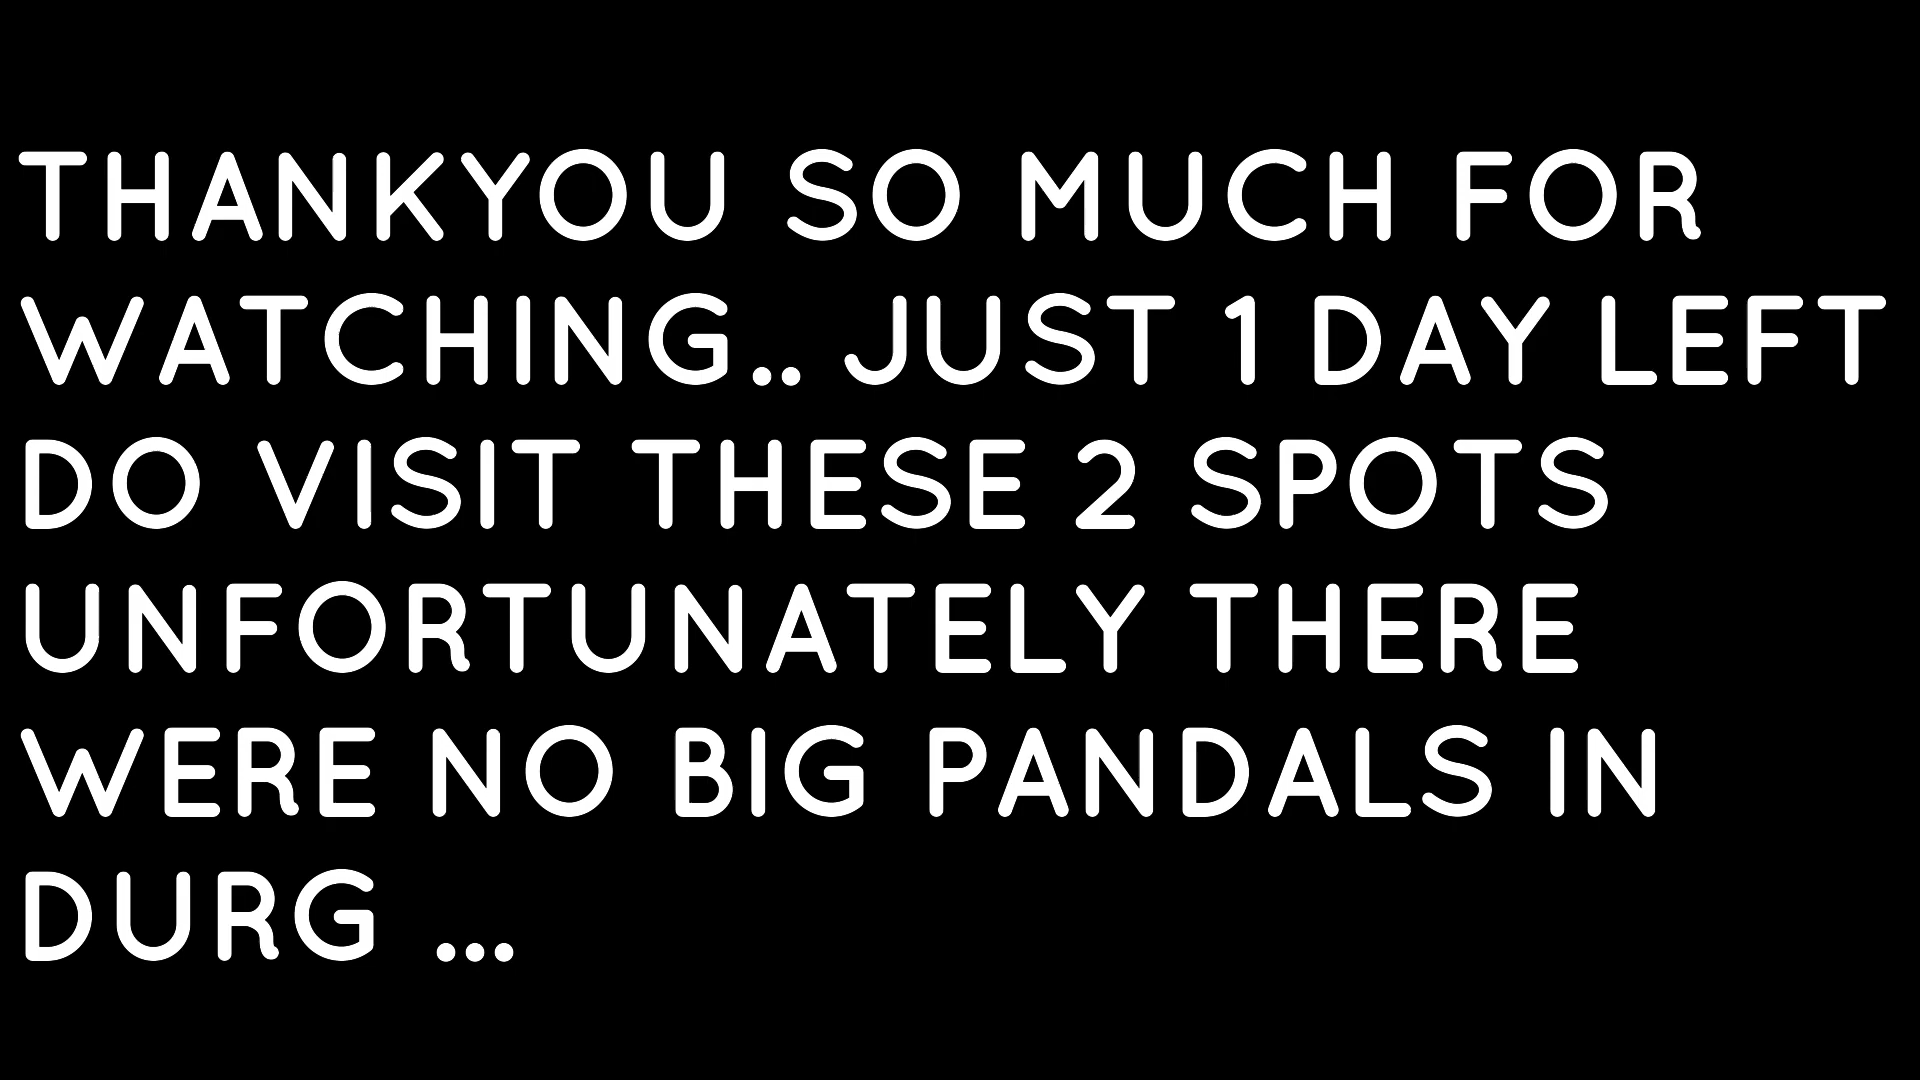 THANKYOU SO MUCH FOR
WATCHING.. JUST 1 DAY LEFT
DO VISIT THESE 2 SPOTS
UNFORTUNATELY THERE
WERE NO BIG PANDALS IN
DURG ...